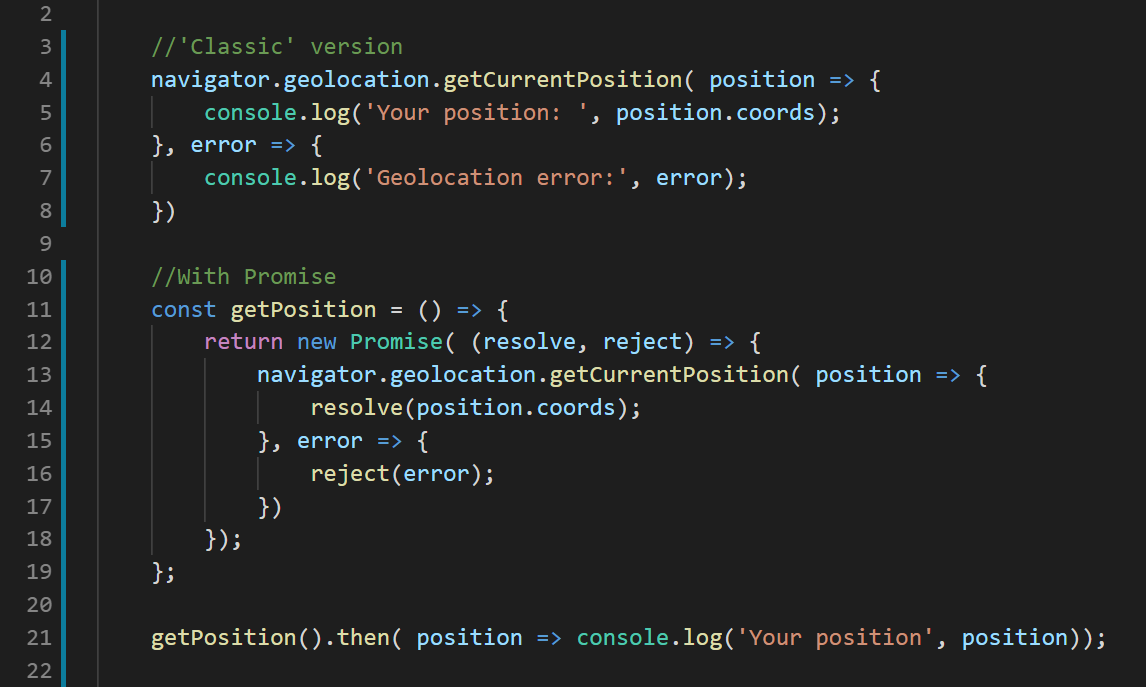 2
3 //'Classic' version
4 navigator.geolocation.getCurrentPosition( position => {
5     console.log('Your position: ', position.coords);
6 }, error => {
7     console.log('Geolocation error:', error);
8 })
9
10 //With Promise
11 const getPosition = () => {
12     return new Promise( (resolve, reject) => {
13         navigator.geolocation.getCurrentPosition( position => {
14             resolve(position.coords);
15         }, error => {
16             reject(error);
17         })
18     });
19 };
20
21 getPosition().then( position => console.log('Your position', position));
22